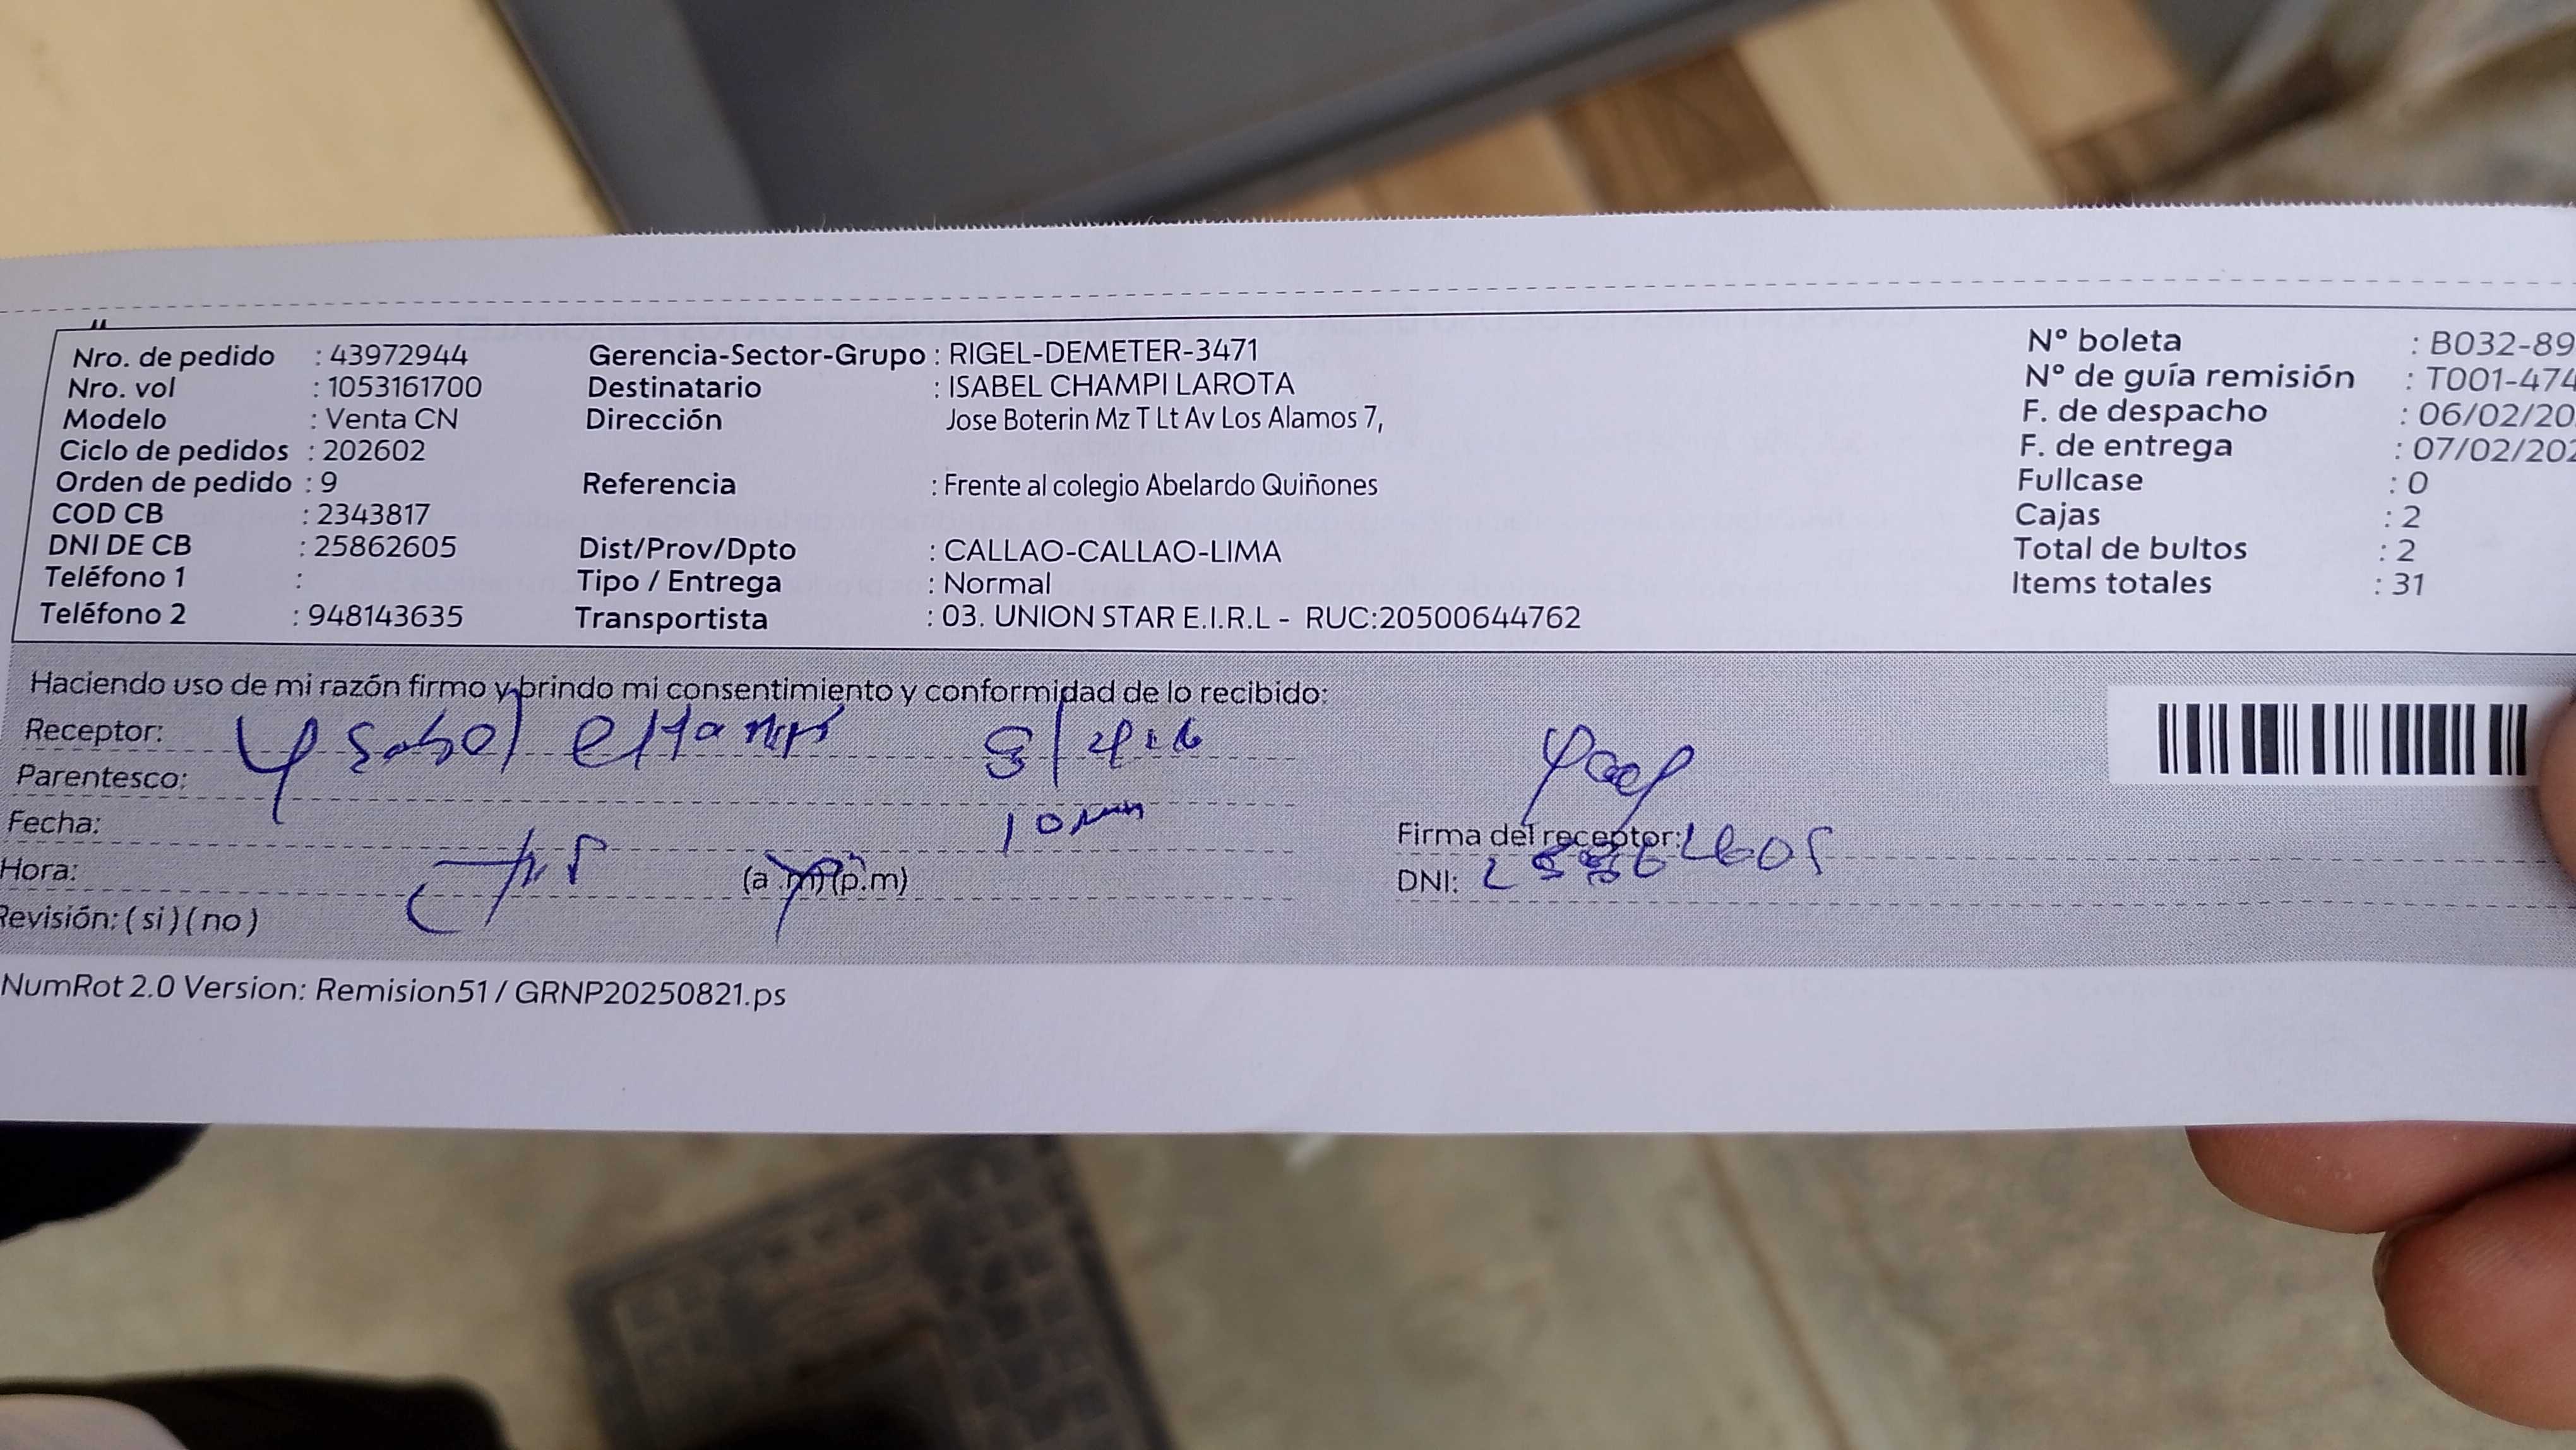 Nro. de pedido : 43972944
Nro. vol : 1053161700
Modelo : Venta CN
Ciclo de pedidos : 202602
Orden de pedido : 9
COD CB : 2343817
DNI DE CB : 25862605
Teléfono 1 :
Teléfono 2 : 948143635
Gerencia-Sector-Grupo : RIGEL-DEMETER-3471
Destinatario : ISABEL CHAMPI LAROTA
Dirección Jose Boterin Mz T Lt Av Los Alamos 7,
Referencia : Frente al colegio Abelardo Quiñones
Dist/Prov/Dpto : CALLAO-CALLAO-LIMA
Tipo / Entrega : Normal
Transportista : 03. UNION STAR E.I.R.L - RUC:20500644762
Nº boleta : B032-89
Nº de guía remisión : T001-474
F. de despacho : 06/02/20
F. de entrega : 07/02/202
Fullcase : 0
Cajas : 2
Total de bultos : 2
Items totales : 31
Haciendo uso de mi razón firmo y brindo mi consentimiento y conformidad de lo recibido:
Receptor: Ysabel
Parentesco:
Fecha:
Hora: (a.m)(p.m)
Revisión: ( si ) ( no )
Firma del receptor:
DNI:
NumRot 2.0 Version: Remision51 / GRNP20250821.ps